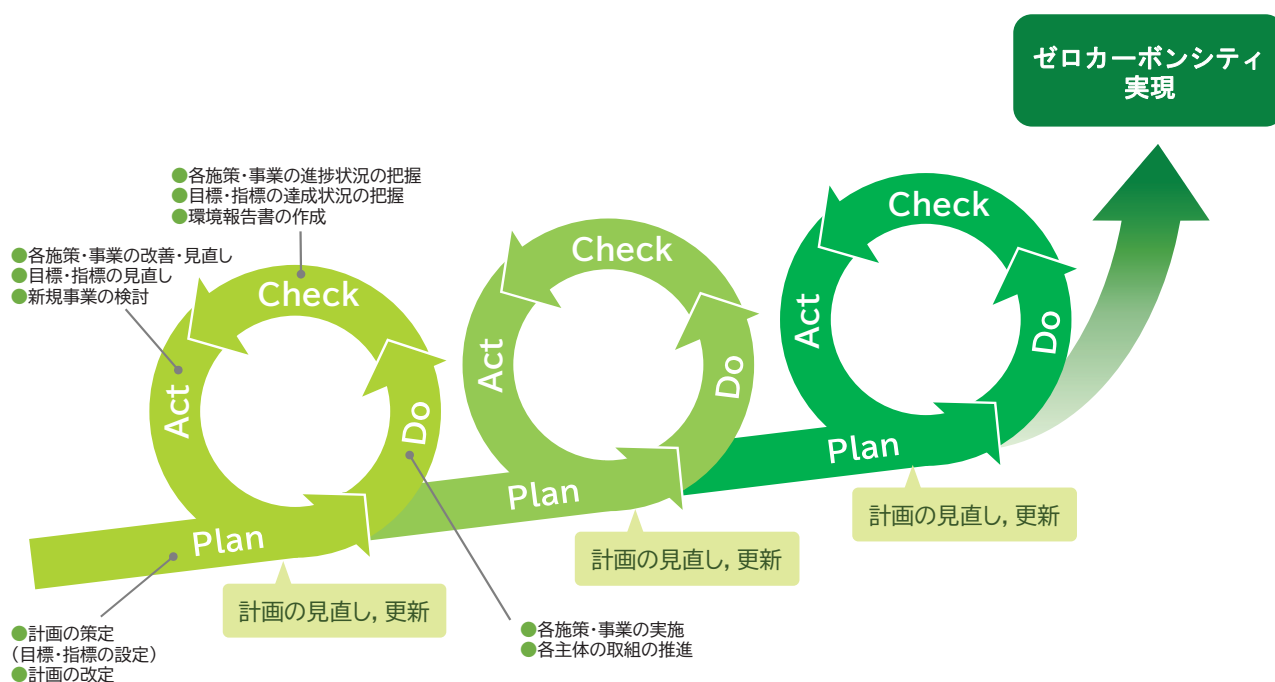 ゼロカーボンシティ
実現
●各施策・事業の進捗状況の把握
●目標・指標の達成状況の把握
●環境報告書の作成
●各施策・事業の改善・見直し
●目標・指標の見直し
●新規事業の検討
Check
Act
Do
Plan
Check
Act
Do
Plan
Check
Act
Do
Plan
計画の見直し, 更新
計画の見直し, 更新
計画の見直し, 更新
●計画の策定
(目標・指標の設定)
●計画の改定
●各施策・事業の実施
●各主体の取組の推進